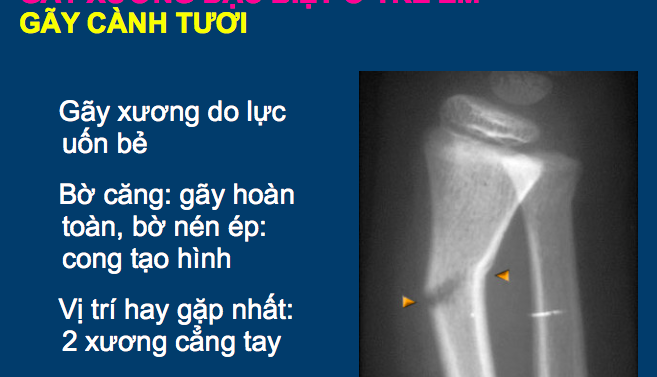 GÃY CÀNH TƯƠI
Gãy xương do lực
uốn bẻ
Bờ căng: gãy hoàn
toàn, bờ nén ép:
cong tạo hình
Vị trí hay gặp nhất:
2 xương cẳng tay